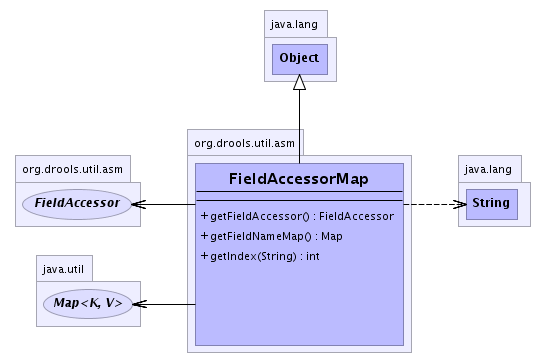 java.lang
Object
org.drools.util.asm
FieldAccessorMap
+ getFieldAccessor() : FieldAccessor
+ getFieldNameMap() : Map
+ getIndex(String) : int
org.drools.util.asm
FieldAccessor
java.util
Map<K, V>
java.lang
String